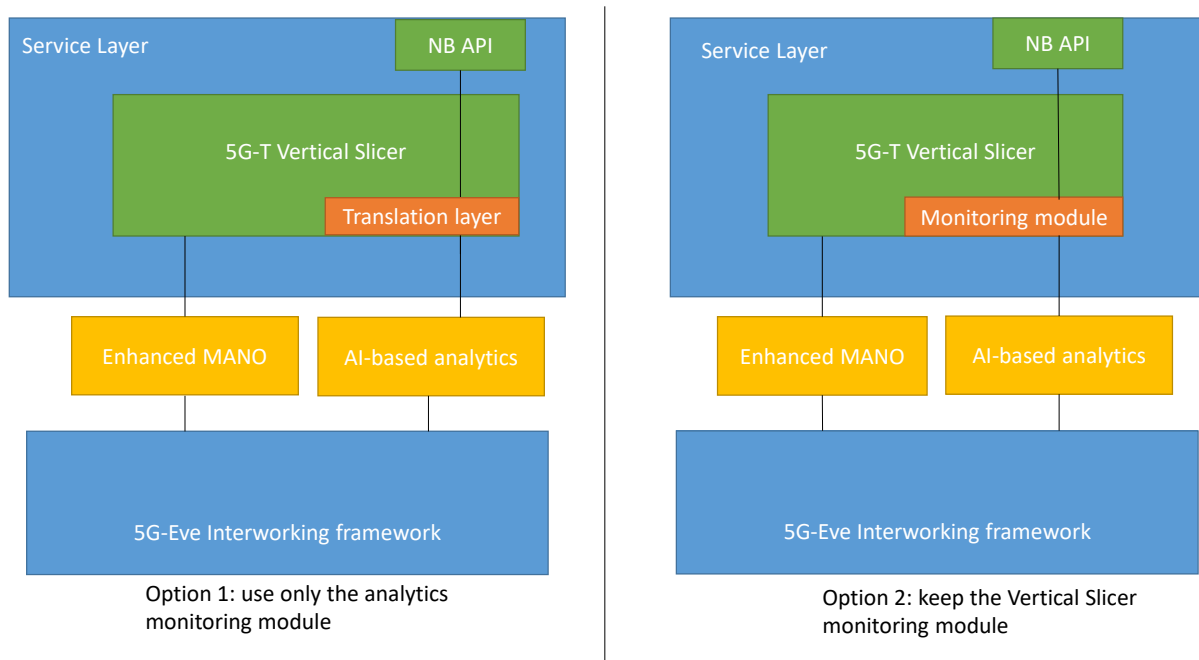 Service Layer
NB API
5G-T Vertical Slicer
Translation layer
Enhanced MANO
AI-based analytics
5G-Eve Interworking framework
Option 1: use only the analytics
monitoring module
Service Layer
NB API
5G-T Vertical Slicer
Monitoring module
Enhanced MANO
AI-based analytics
5G-Eve Interworking framework
Option 2: keep the Vertical Slicer
monitoring module